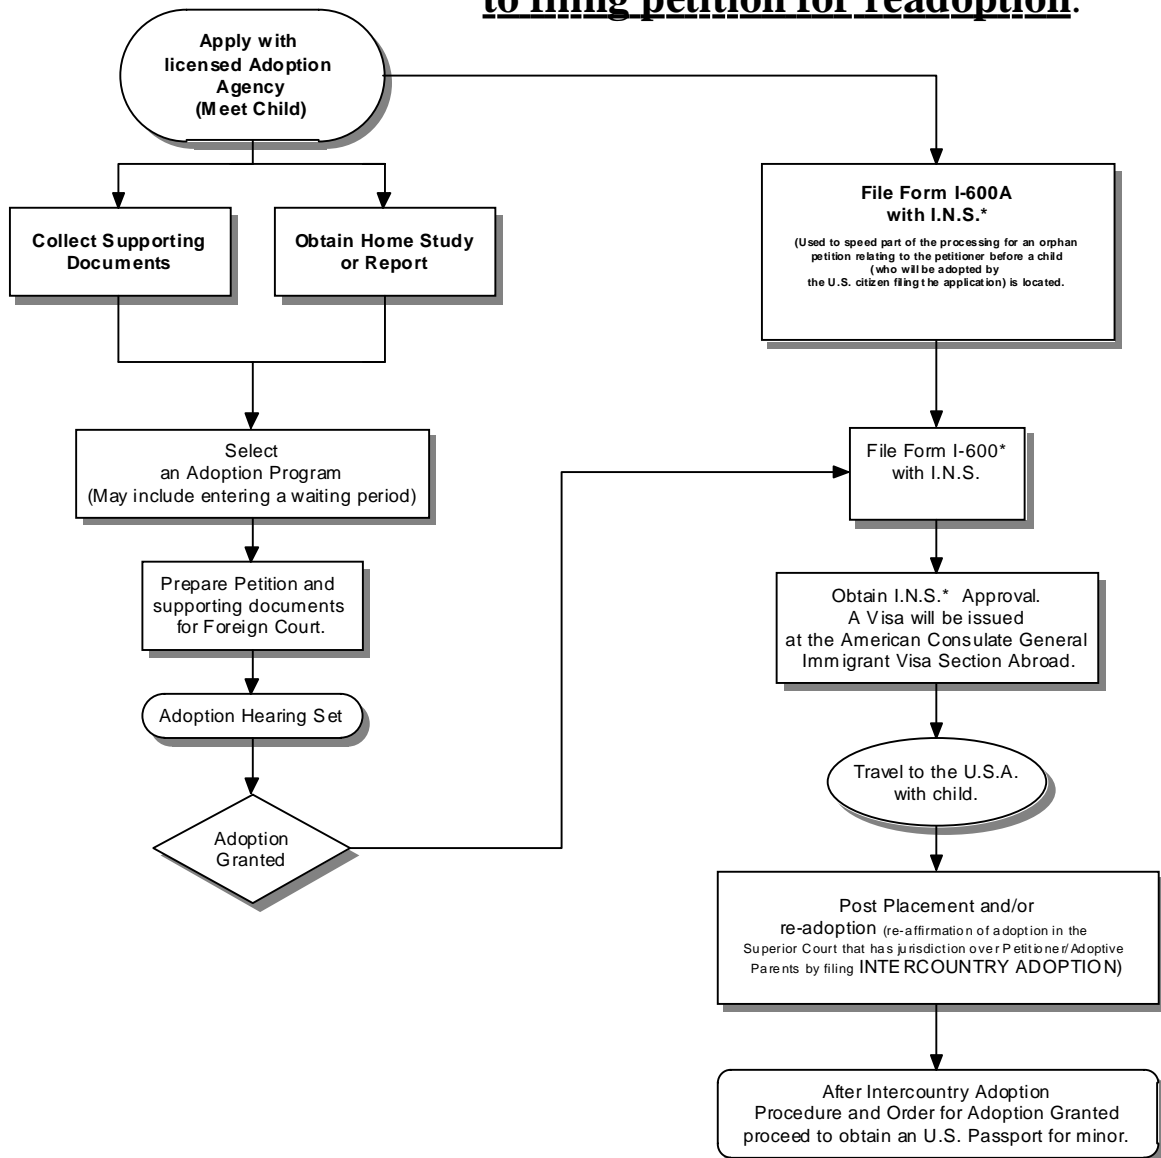 to filing petition for readoption.
Apply with
licensed Adoption
Agency
(Meet Child)
Collect Supporting
Documents
Obtain Home Study
or Report
File Form I-600A
with I.N.S.*
(Used to speed part of the processing for an orphan
petition relating to the petitioner before a child
(who will be adopted by
the U.S. citizen filing the application) is located.
Select
an Adoption Program
(May include entering a waiting period)
File Form I-600*
with I.N.S.
Prepare Petition and
supporting documents
for Foreign Court.
Obtain I.N.S.* Approval.
A Visa will be issued
at the American Consulate General
Immigrant Visa Section Abroad.
Adoption Hearing Set
Travel to the U.S.A.
with child.
Adoption
Granted
Post Placement and/or
re-adoption (re-affirmation of adoption in the
Superior Court that has jurisdiction over Petitioner/Adoptive
Parents by filing INTERCOUNTRY ADOPTION)
After Intercountry Adoption
Procedure and Order for Adoption Granted
proceed to obtain an U.S. Passport for minor.